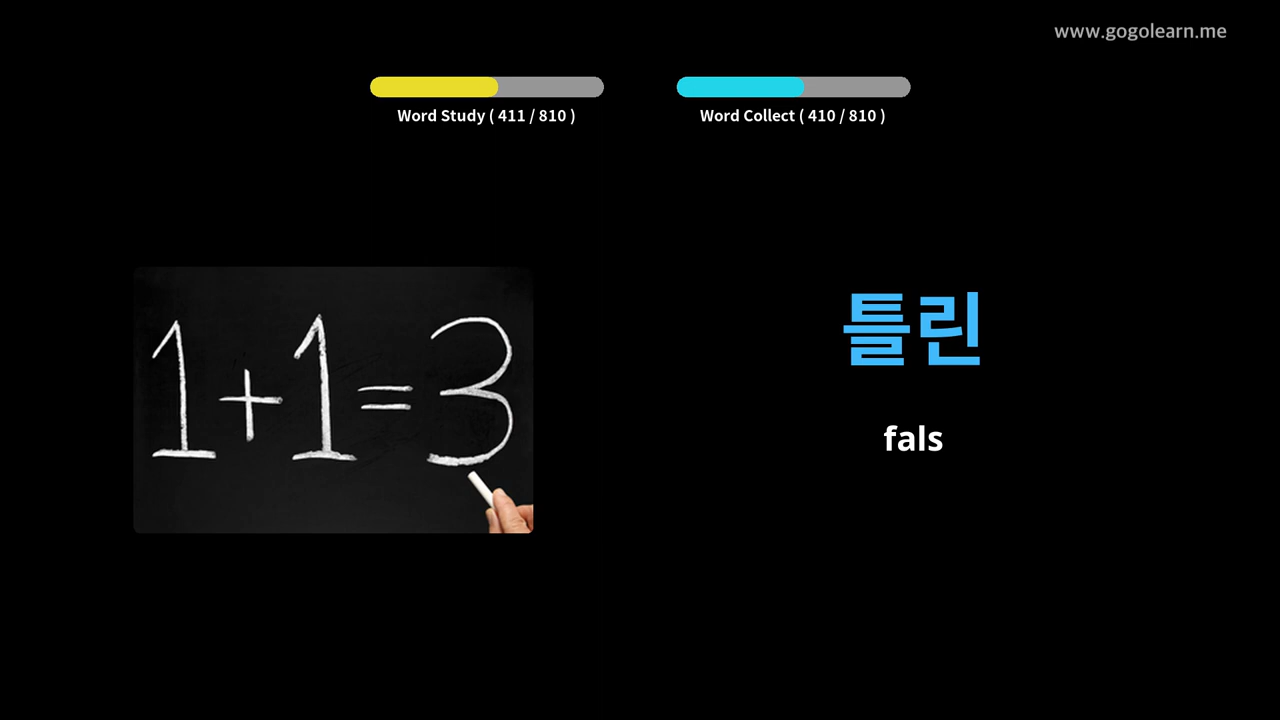 www.gogolearn.me
Word Study ( 411 / 810 )
Word Collect ( 410 / 810 )
1+1=3
틀린
fals